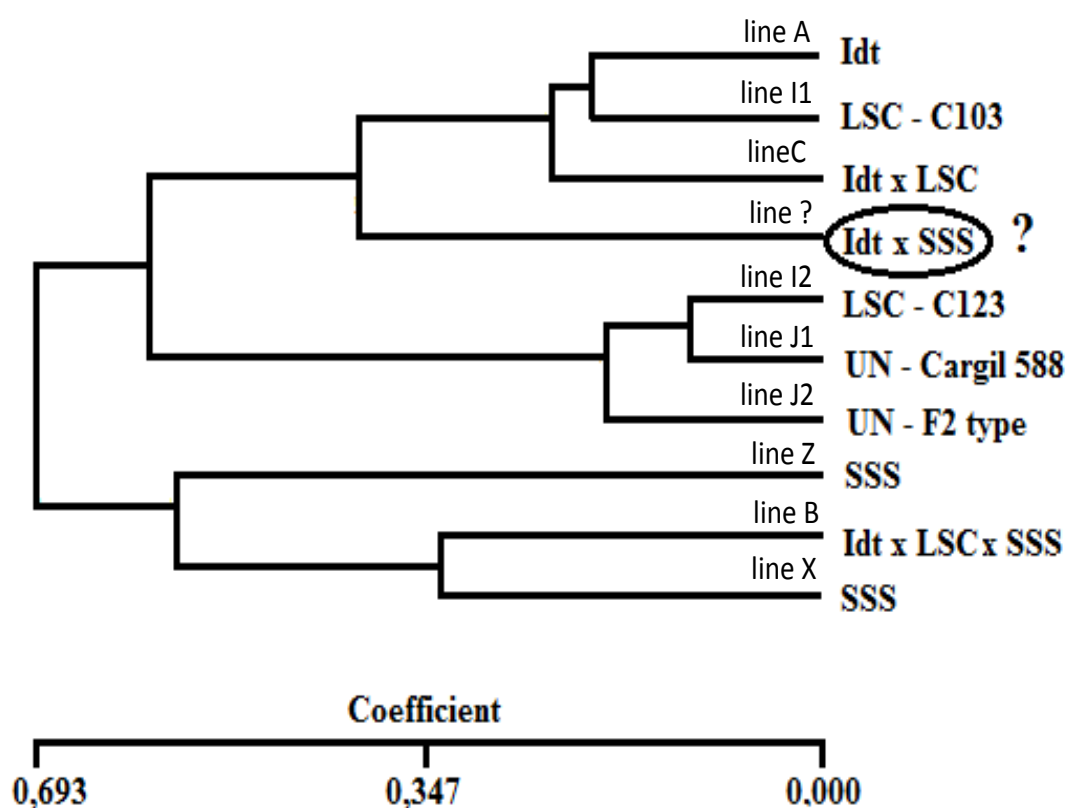 line A
Idt
line I1
LSC - C103
lineC
Idt x LSC
line ?
Idt x SSS ?
line I2
LSC - C123
line J1
UN - Cargil 588
line J2
UN - F2 type
line Z
SSS
line B
Idt x LSC x SSS
line X
SSS
Coefficient
0,693 0,347 0,000